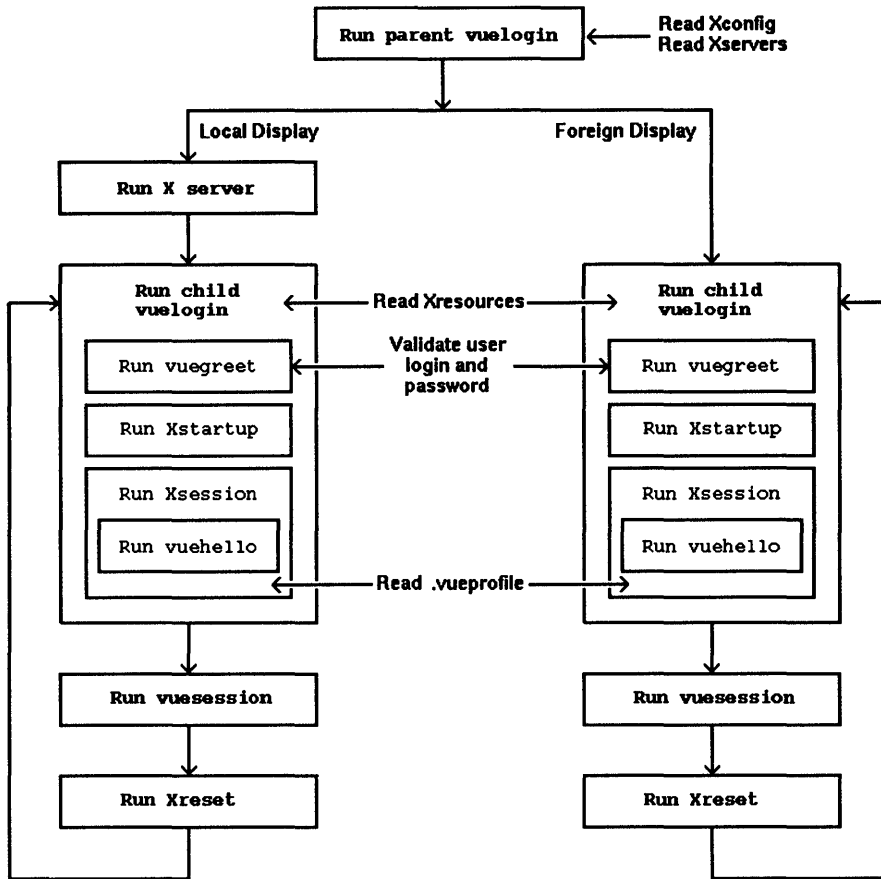 Run parent vuelogin
Read Xconfig
Read Xservers
Local Display
Foreign Display
Run X server
Run child
vuelogin
Read Xresources
Run child
vuelogin
Run vuegreet
Validate user
login and
password
Run vuegreet
Run Xstartup
Run Xstartup
Run Xsession
Run Xsession
Run vuehello
Run vuehello
Read .vueprofile
Run vuesession
Run vuesession
Run Xreset
Run Xreset